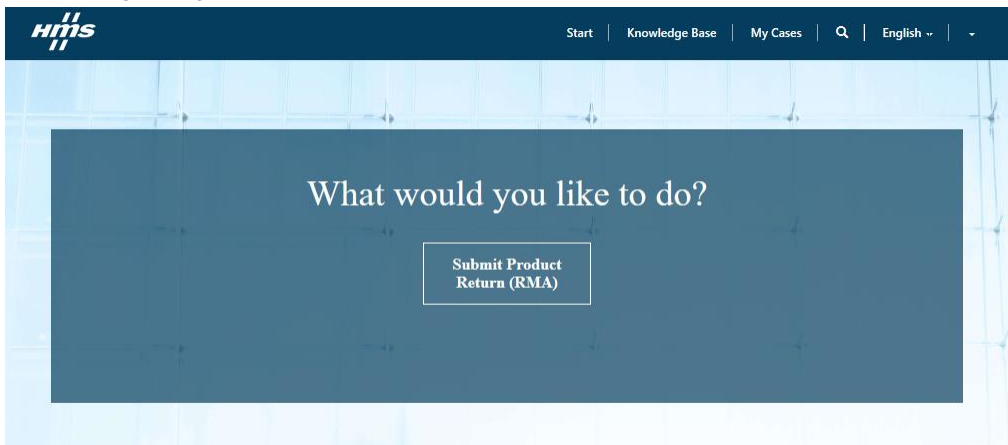 HMS
Start
Knowledge Base
My Cases
English
What would you like to do?
Submit Product
Return (RMA)